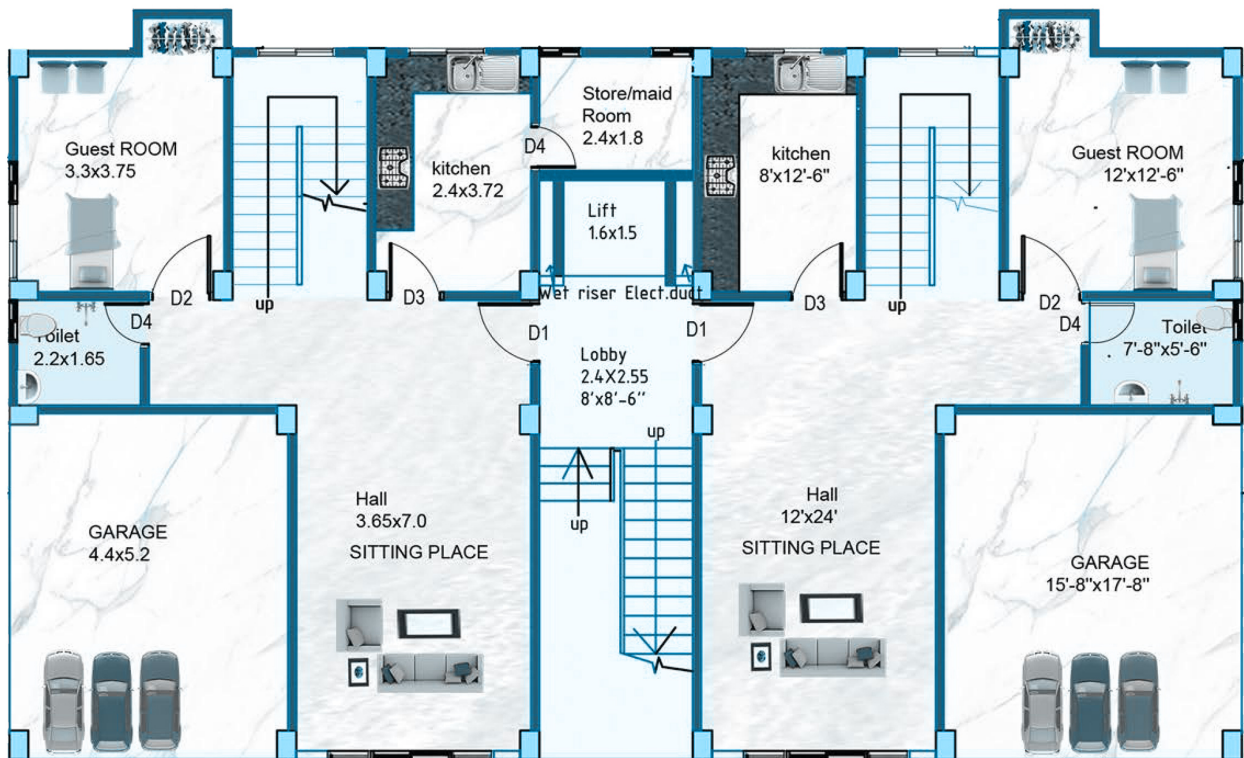 Guest ROOM
3.3x3.75
kitchen
2.4x3.72
D4
Store/maid
Room
2.4x1.8
Lift
1.6x1.5
kitchen
8'x12'-6"
Guest ROOM
12'x12'-6"
up
D2
D4
Toilet
2.2x1.65
D3
Wet riser Elect.duct
D1
D1
Lobby
2.4X2.55
8'x8'-6''
D3
up
D2
D4
Toilet
7'-8"x5'-6"
up
up
Hall
3.65x7.0
SITTING PLACE
Hall
12'x24'
SITTING PLACE
GARAGE
4.4x5.2
GARAGE
15'-8"x17'-8"